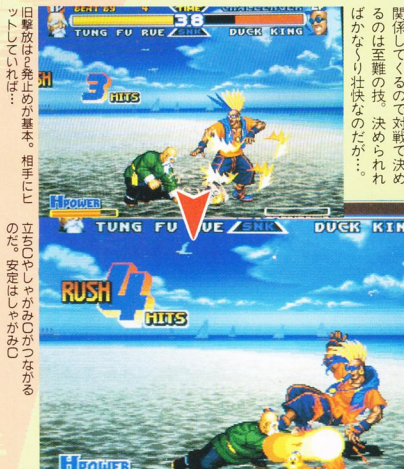 関係してくるので対戦で決め
るのは至難の技。決められれ
ばかな〜り壮快なのだが…。
BEAT BY 4
TIME
CHALLENGER
38
TUNG FU RUE
SNK
DUCK KING
3
HITS
H POWER
旧撃放は2発止めが基本。相手にヒ
ットしていれば…
TUNG FU RUE
SNK
DUCK KIN
RUSH
4
HITS
H POWER
立ちCやしゃがみCがつながる
のだ。安定はしゃがみC